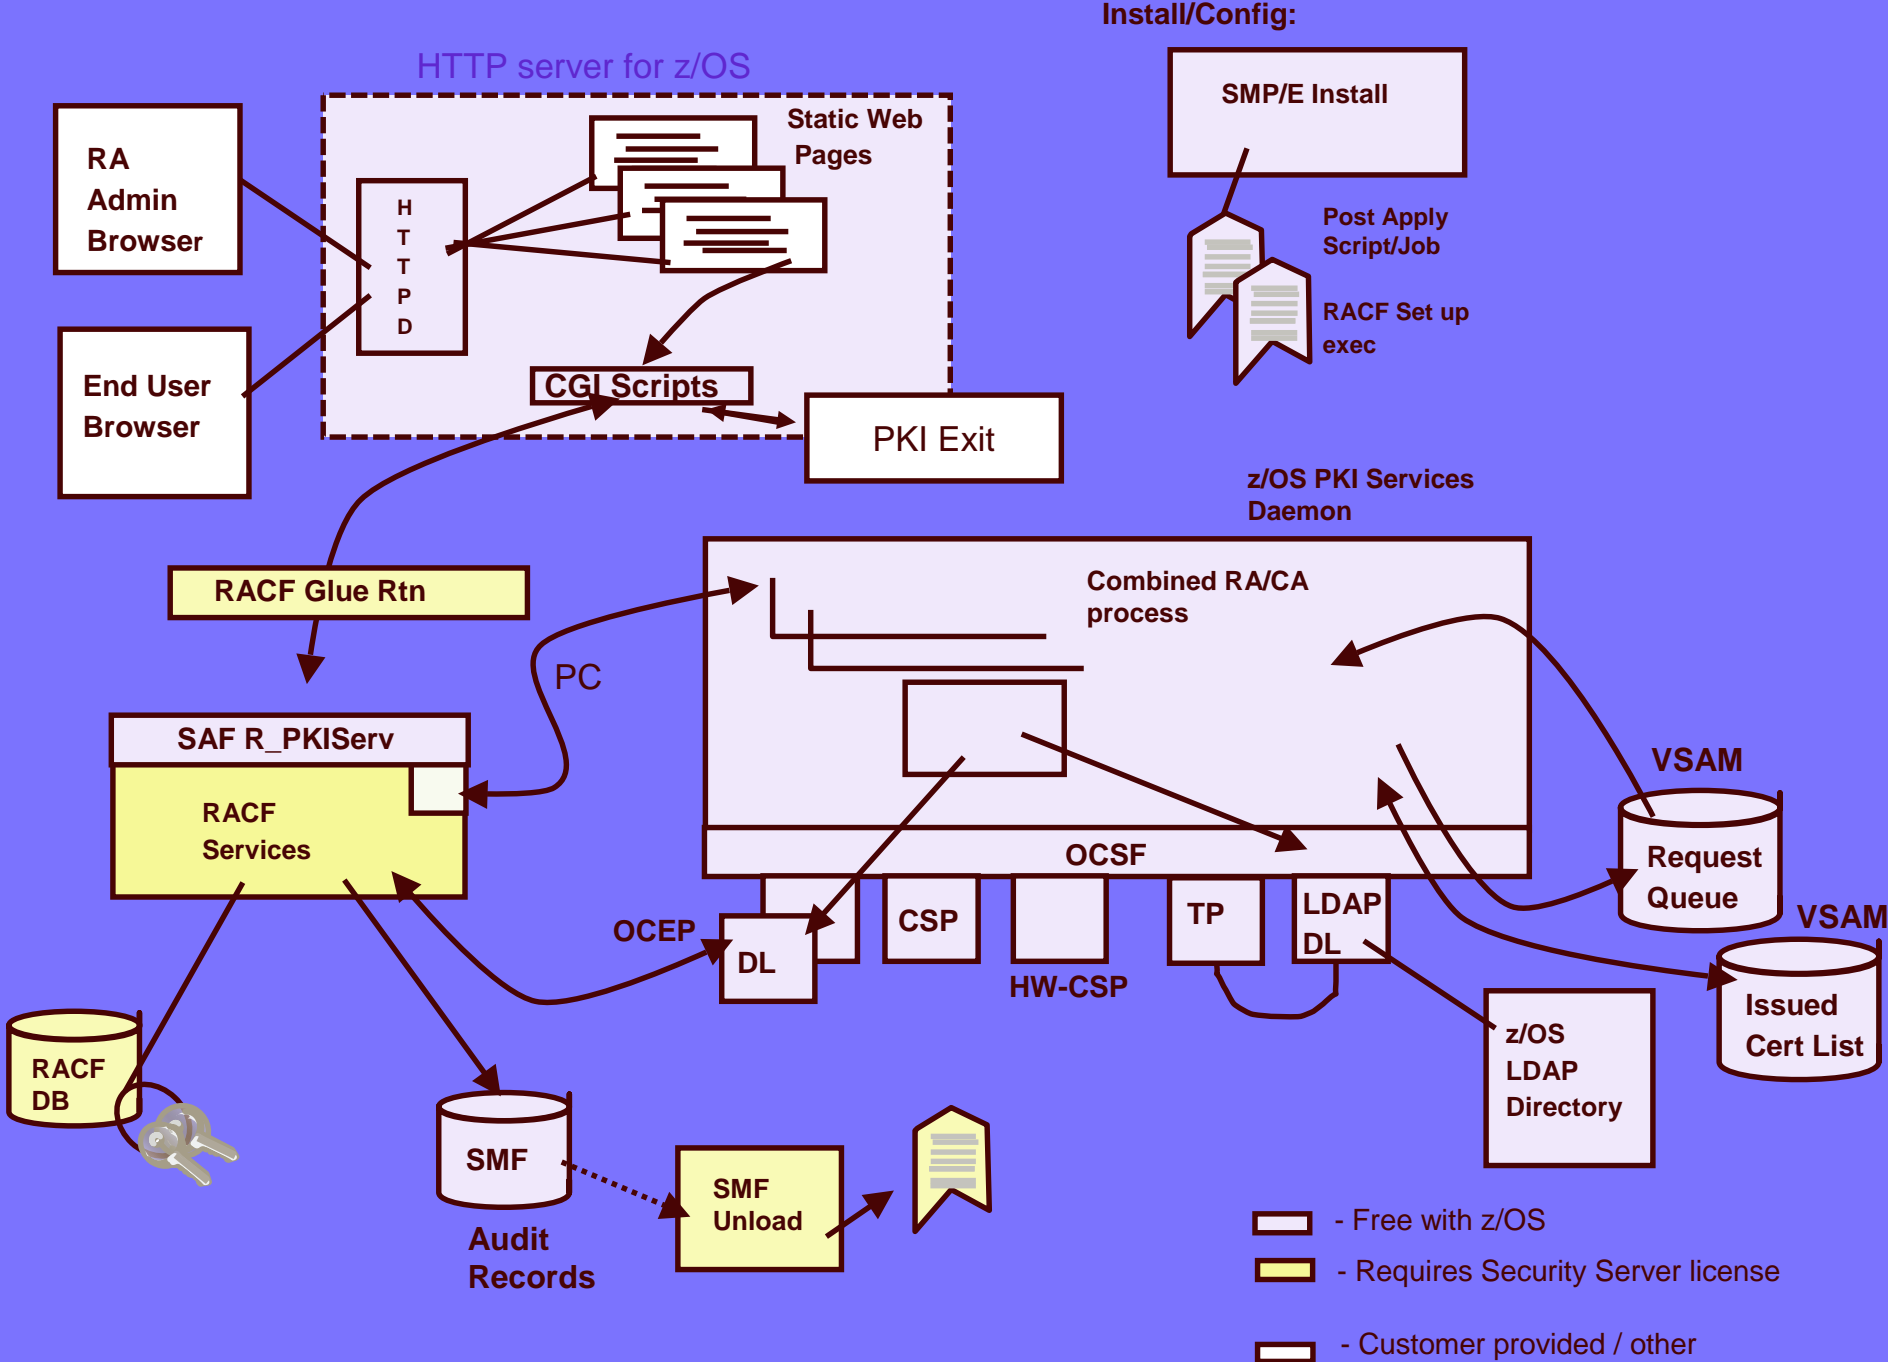 Install/Config:
HTTP server for z/OS
SMP/E Install
Static Web
Pages
RA
Admin
Browser
H
T
T
P
D
Post Apply
Script/Job
RACF Set up
exec
End User
Browser
CGI Scripts
PKI Exit
z/OS PKI Services
Daemon
RACF Glue Rtn
Combined RA/CA
process
PC
SAF R_PKIServ
RACF
Services
VSAM
Request
Queue
OCSF
OCEP
DL
CSP
HW-CSP
TP
LDAP
DL
VSAM
Issued
Cert List
z/OS
LDAP
Directory
RACF
DB
SMF
Audit
Records
SMF
Unload
- Free with z/OS
- Requires Security Server license
- Customer provided / other